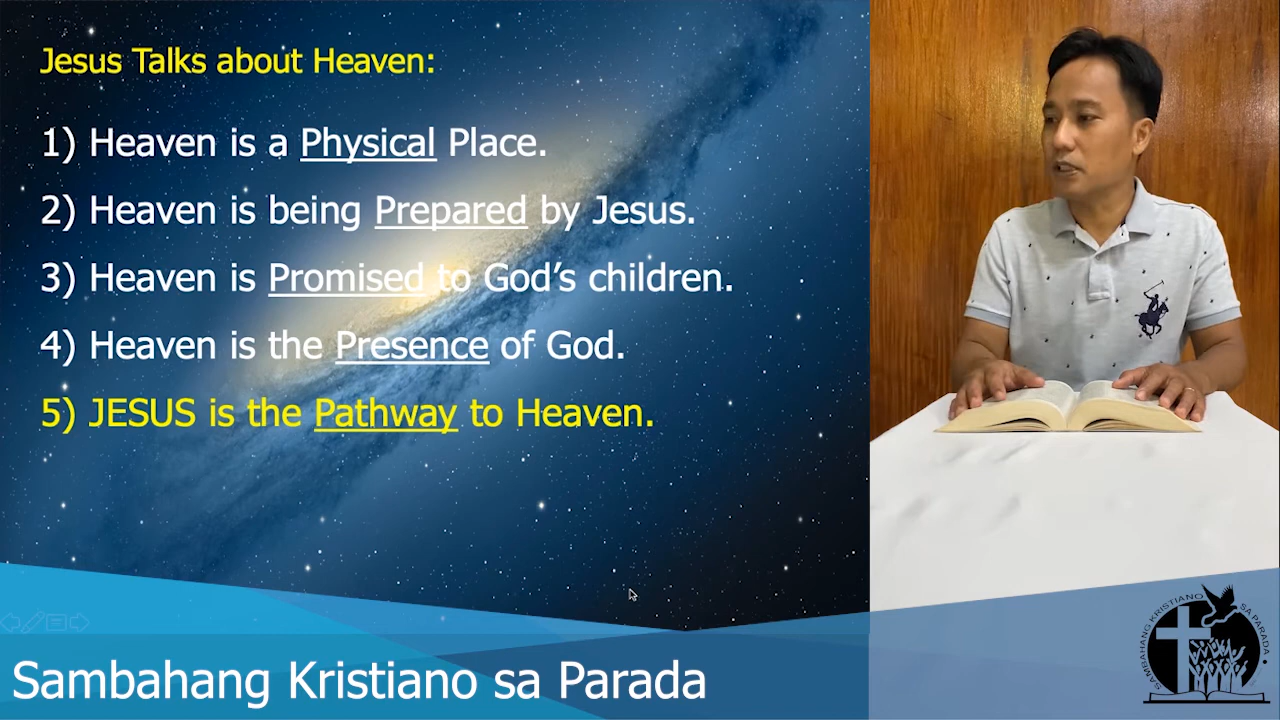 Jesus Talks about Heaven:
1) Heaven is a Physical Place.
2) Heaven is being Prepared by Jesus.
3) Heaven is Promised to God’s children.
4) Heaven is the Presence of God.
5) JESUS is the Pathway to Heaven.
Sambahang Kristiano sa Parada
SAMBAHANG KRISTIANO SA PARADA